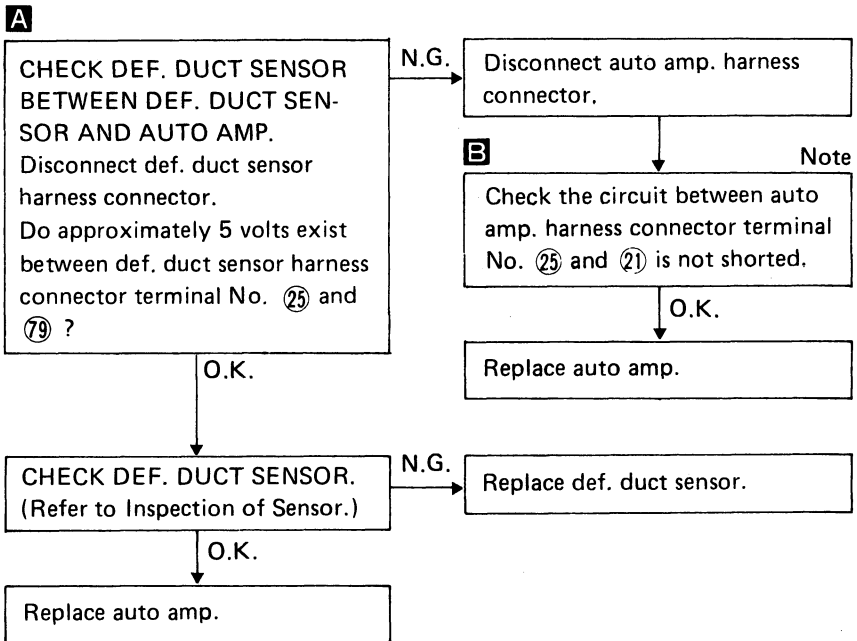 A
CHECK DEF. DUCT SENSOR
BETWEEN DEF. DUCT SEN-
SOR AND AUTO AMP.
Disconnect def. duct sensor
harness connector.
Do approximately 5 volts exist
between def. duct sensor harness
connector terminal No. ㉕ and
79 ?
N.G.
Disconnect auto amp. harness
connector.
B
Note
Check the circuit between auto
amp. harness connector terminal
No. ㉕ and ㉑ is not shorted.
O.K.
Replace auto amp.
O.K.
CHECK DEF. DUCT SENSOR.
(Refer to Inspection of Sensor.)
N.G.
Replace def. duct sensor.
O.K.
Replace auto amp.